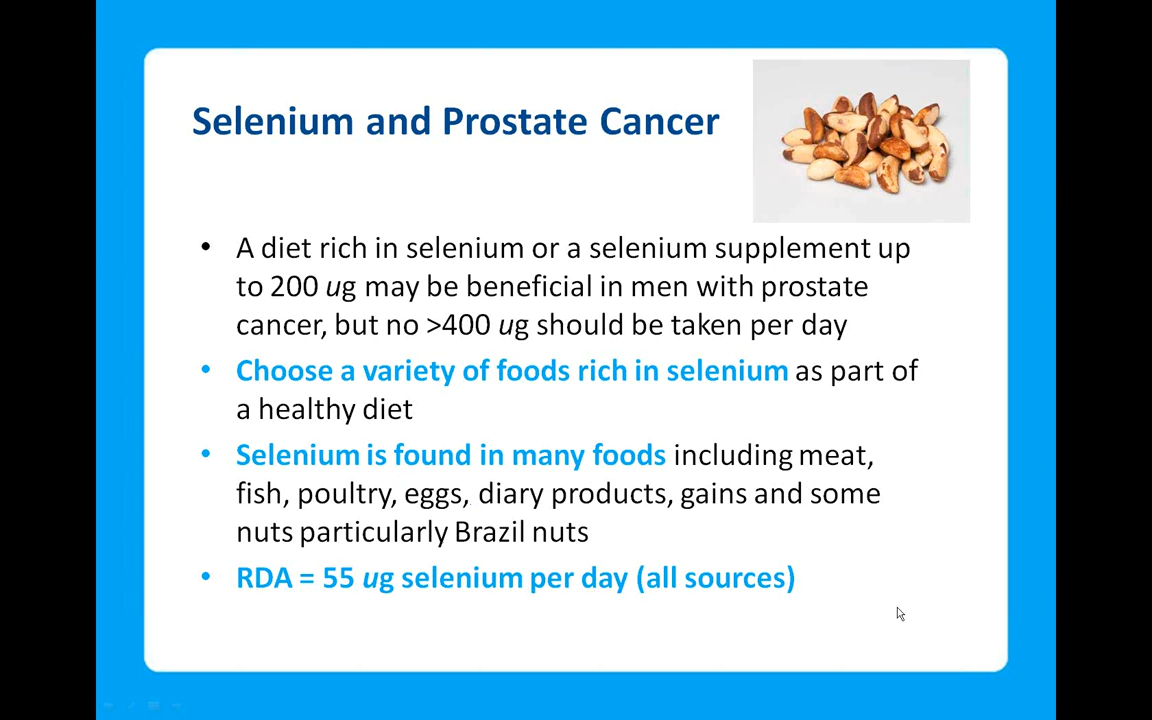 Selenium and Prostate Cancer
• A diet rich in selenium or a selenium supplement up
to 200 ug may be beneficial in men with prostate
cancer, but no >400 ug should be taken per day
• Choose a variety of foods rich in selenium as part of
a healthy diet
• Selenium is found in many foods including meat,
fish, poultry, eggs, diary products, gains and some
nuts particularly Brazil nuts
• RDA = 55 ug selenium per day (all sources)